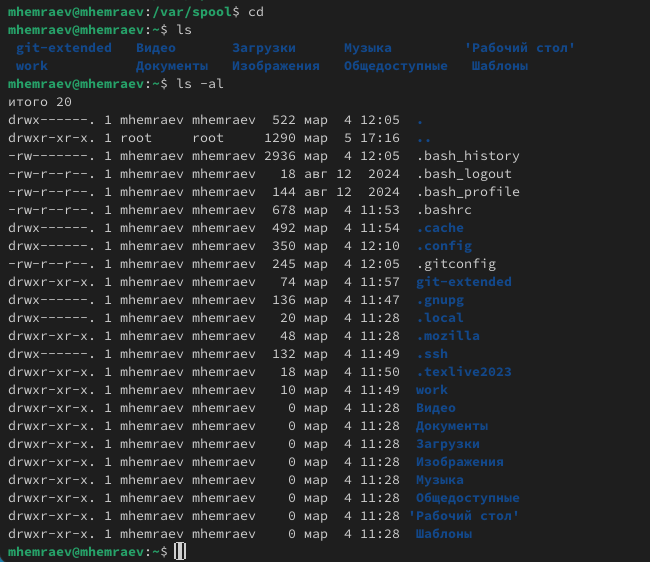 mhemraev@mhemraev:/var/spool$ cd
mhemraev@mhemraev:~$ ls
git-extended Видео Загрузки Музыка 'Рабочий стол'
work Документы Изображения Общедоступные Шаблоны
mhemraev@mhemraev:~$ ls -al
итого 20
drwx------. 1 mhemraev mhemraev 522 мар 4 12:05 .
drwxr-xr-x. 1 root root 1290 мар 5 17:16 ..
-rw-------. 1 mhemraev mhemraev 2936 мар 4 12:05 .bash_history
-rw-r--r--. 1 mhemraev mhemraev 18 авг 12 2024 .bash_logout
-rw-r--r--. 1 mhemraev mhemraev 144 авг 12 2024 .bash_profile
-rw-r--r--. 1 mhemraev mhemraev 678 мар 4 11:53 .bashrc
drwx------. 1 mhemraev mhemraev 492 мар 4 11:54 .cache
drwx------. 1 mhemraev mhemraev 350 мар 4 12:10 .config
-rw-r--r--. 1 mhemraev mhemraev 245 мар 4 12:05 .gitconfig
drwxr-xr-x. 1 mhemraev mhemraev 74 мар 4 11:57 git-extended
drwx------. 1 mhemraev mhemraev 136 мар 4 11:47 .gnupg
drwx------. 1 mhemraev mhemraev 20 мар 4 11:28 .local
drwxr-xr-x. 1 mhemraev mhemraev 48 мар 4 11:28 .mozilla
drwx------. 1 mhemraev mhemraev 132 мар 4 11:49 .ssh
drwxr-xr-x. 1 mhemraev mhemraev 18 мар 4 11:50 .texlive2023
drwxr-xr-x. 1 mhemraev mhemraev 10 мар 4 11:49 work
drwxr-xr-x. 1 mhemraev mhemraev 0 мар 4 11:28 Видео
drwxr-xr-x. 1 mhemraev mhemraev 0 мар 4 11:28 Документы
drwxr-xr-x. 1 mhemraev mhemraev 0 мар 4 11:28 Загрузки
drwxr-xr-x. 1 mhemraev mhemraev 0 мар 4 11:28 Изображения
drwxr-xr-x. 1 mhemraev mhemraev 0 мар 4 11:28 Музыка
drwxr-xr-x. 1 mhemraev mhemraev 0 мар 4 11:28 Общедоступные
drwxr-xr-x. 1 mhemraev mhemraev 0 мар 4 11:28 'Рабочий стол'
drwxr-xr-x. 1 mhemraev mhemraev 0 мар 4 11:28 Шаблоны
mhemraev@mhemraev:~$